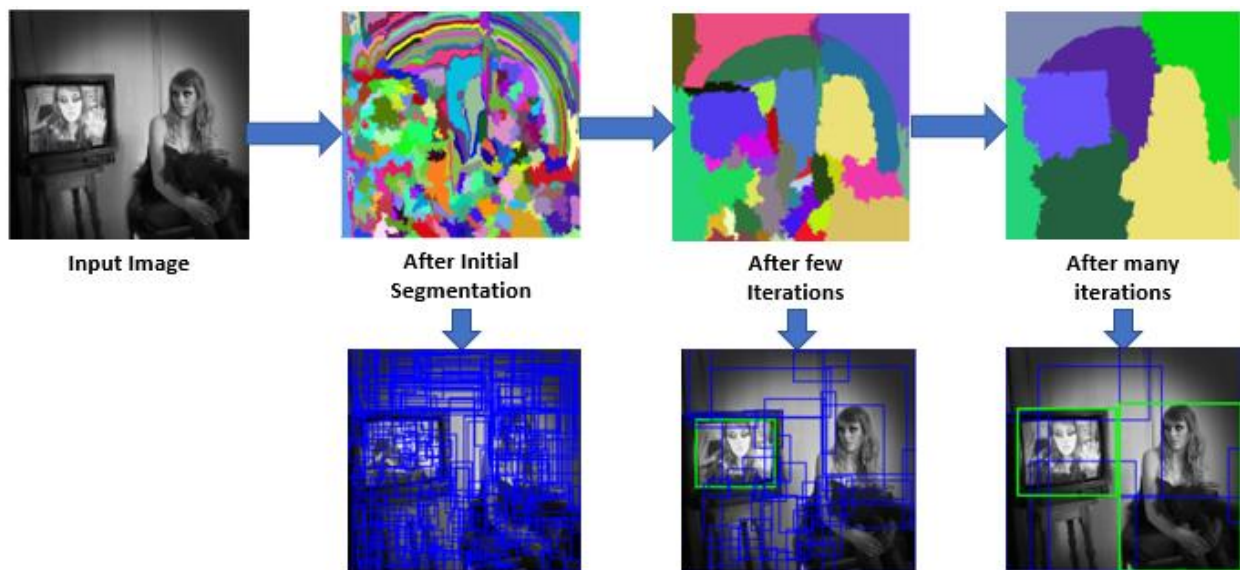 Input Image
After Initial
Segmentation
After few
Iterations
After many
iterations